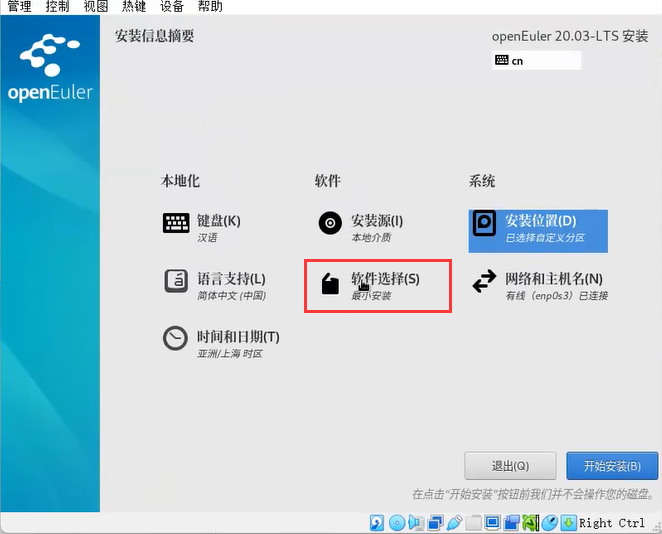 管理 控制 视图 热键 设备 帮助
openEuler
安装信息摘要
openEuler 20.03-LTS 安装
cn
本地化
键盘(K)
汉语
语言支持(L)
简体中文 (中国)
时间和日期(T)
亚洲/上海 时区
软件
安装源(I)
本地介质
软件选择(S)
最小安装
系统
安装位置(D)
已选择自定义分区
网络和主机名(N)
有线（enp0s3）已连接
退出(Q)
开始安装(B)
在点击“开始安装”按钮前我们并不会操作您的磁盘。
Right Ctrl